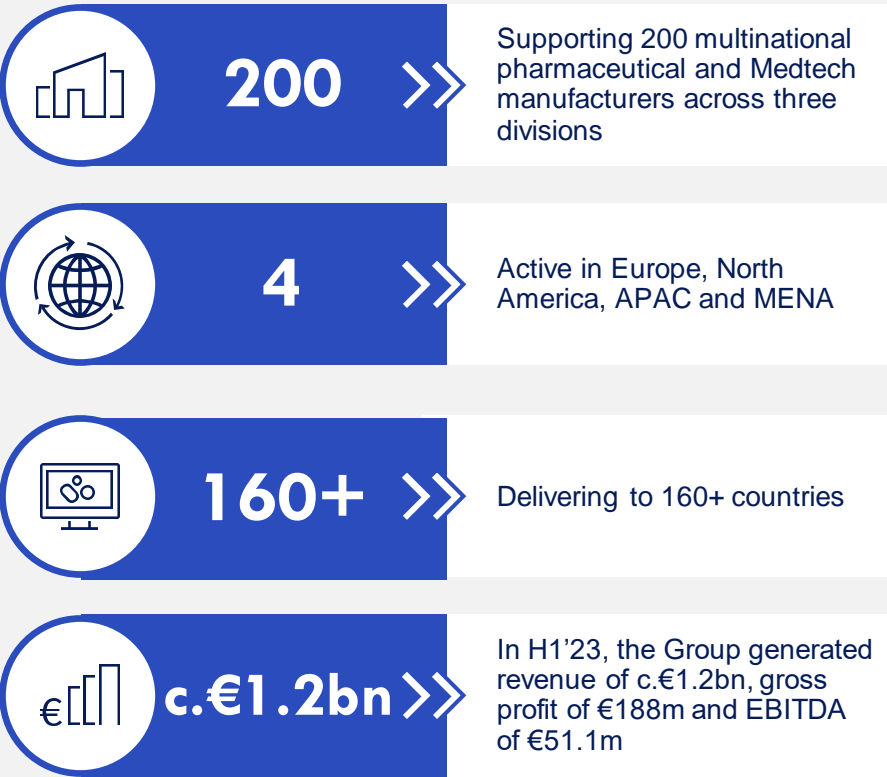 200
Supporting 200 multinational
pharmaceutical and Medtech
manufacturers across three
divisions
4
Active in Europe, North
America, APAC and MENA
160+
Delivering to 160+ countries
€
c.€1.2bn
In H1’23, the Group generated
revenue of c.€1.2bn, gross
profit of €188m and EBITDA
of €51.1m